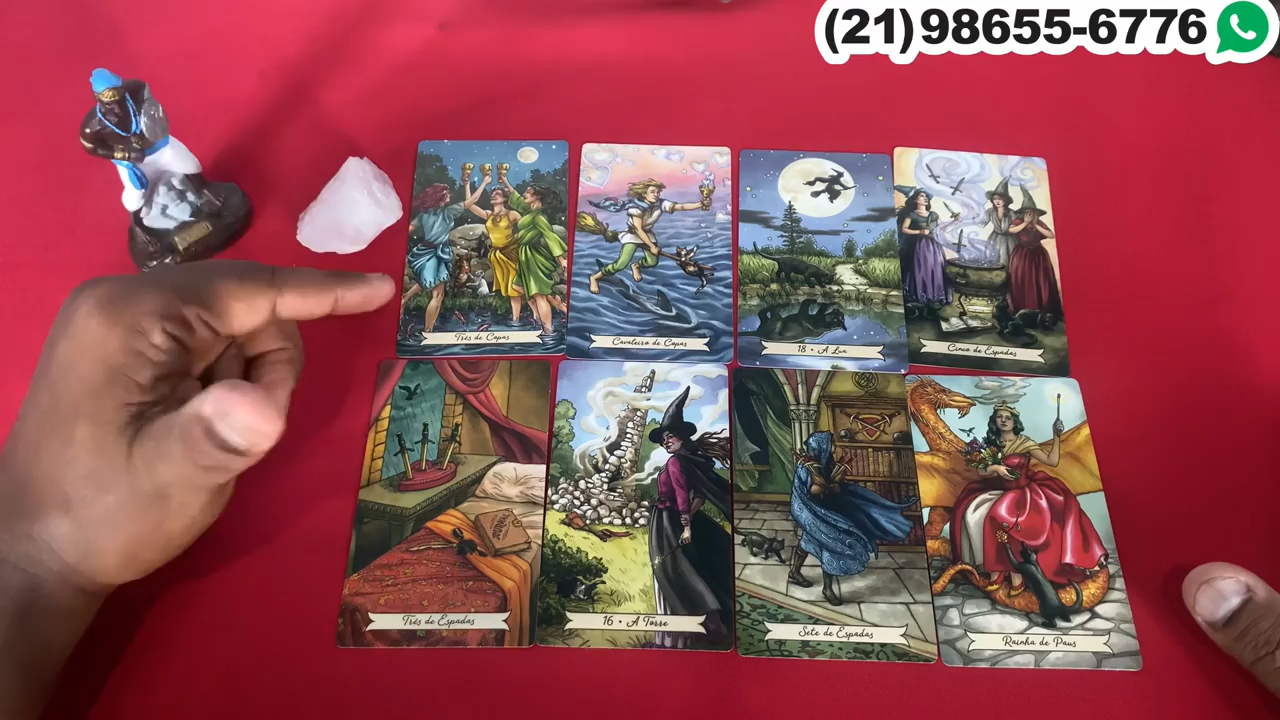 (21)98655-6776
Três de Copas
Cavaleiro de Copas
18 • A Lua
Cinco de Espadas
Três de Espadas
16 • A Torre
Sete de Espadas
Rainha de Paus